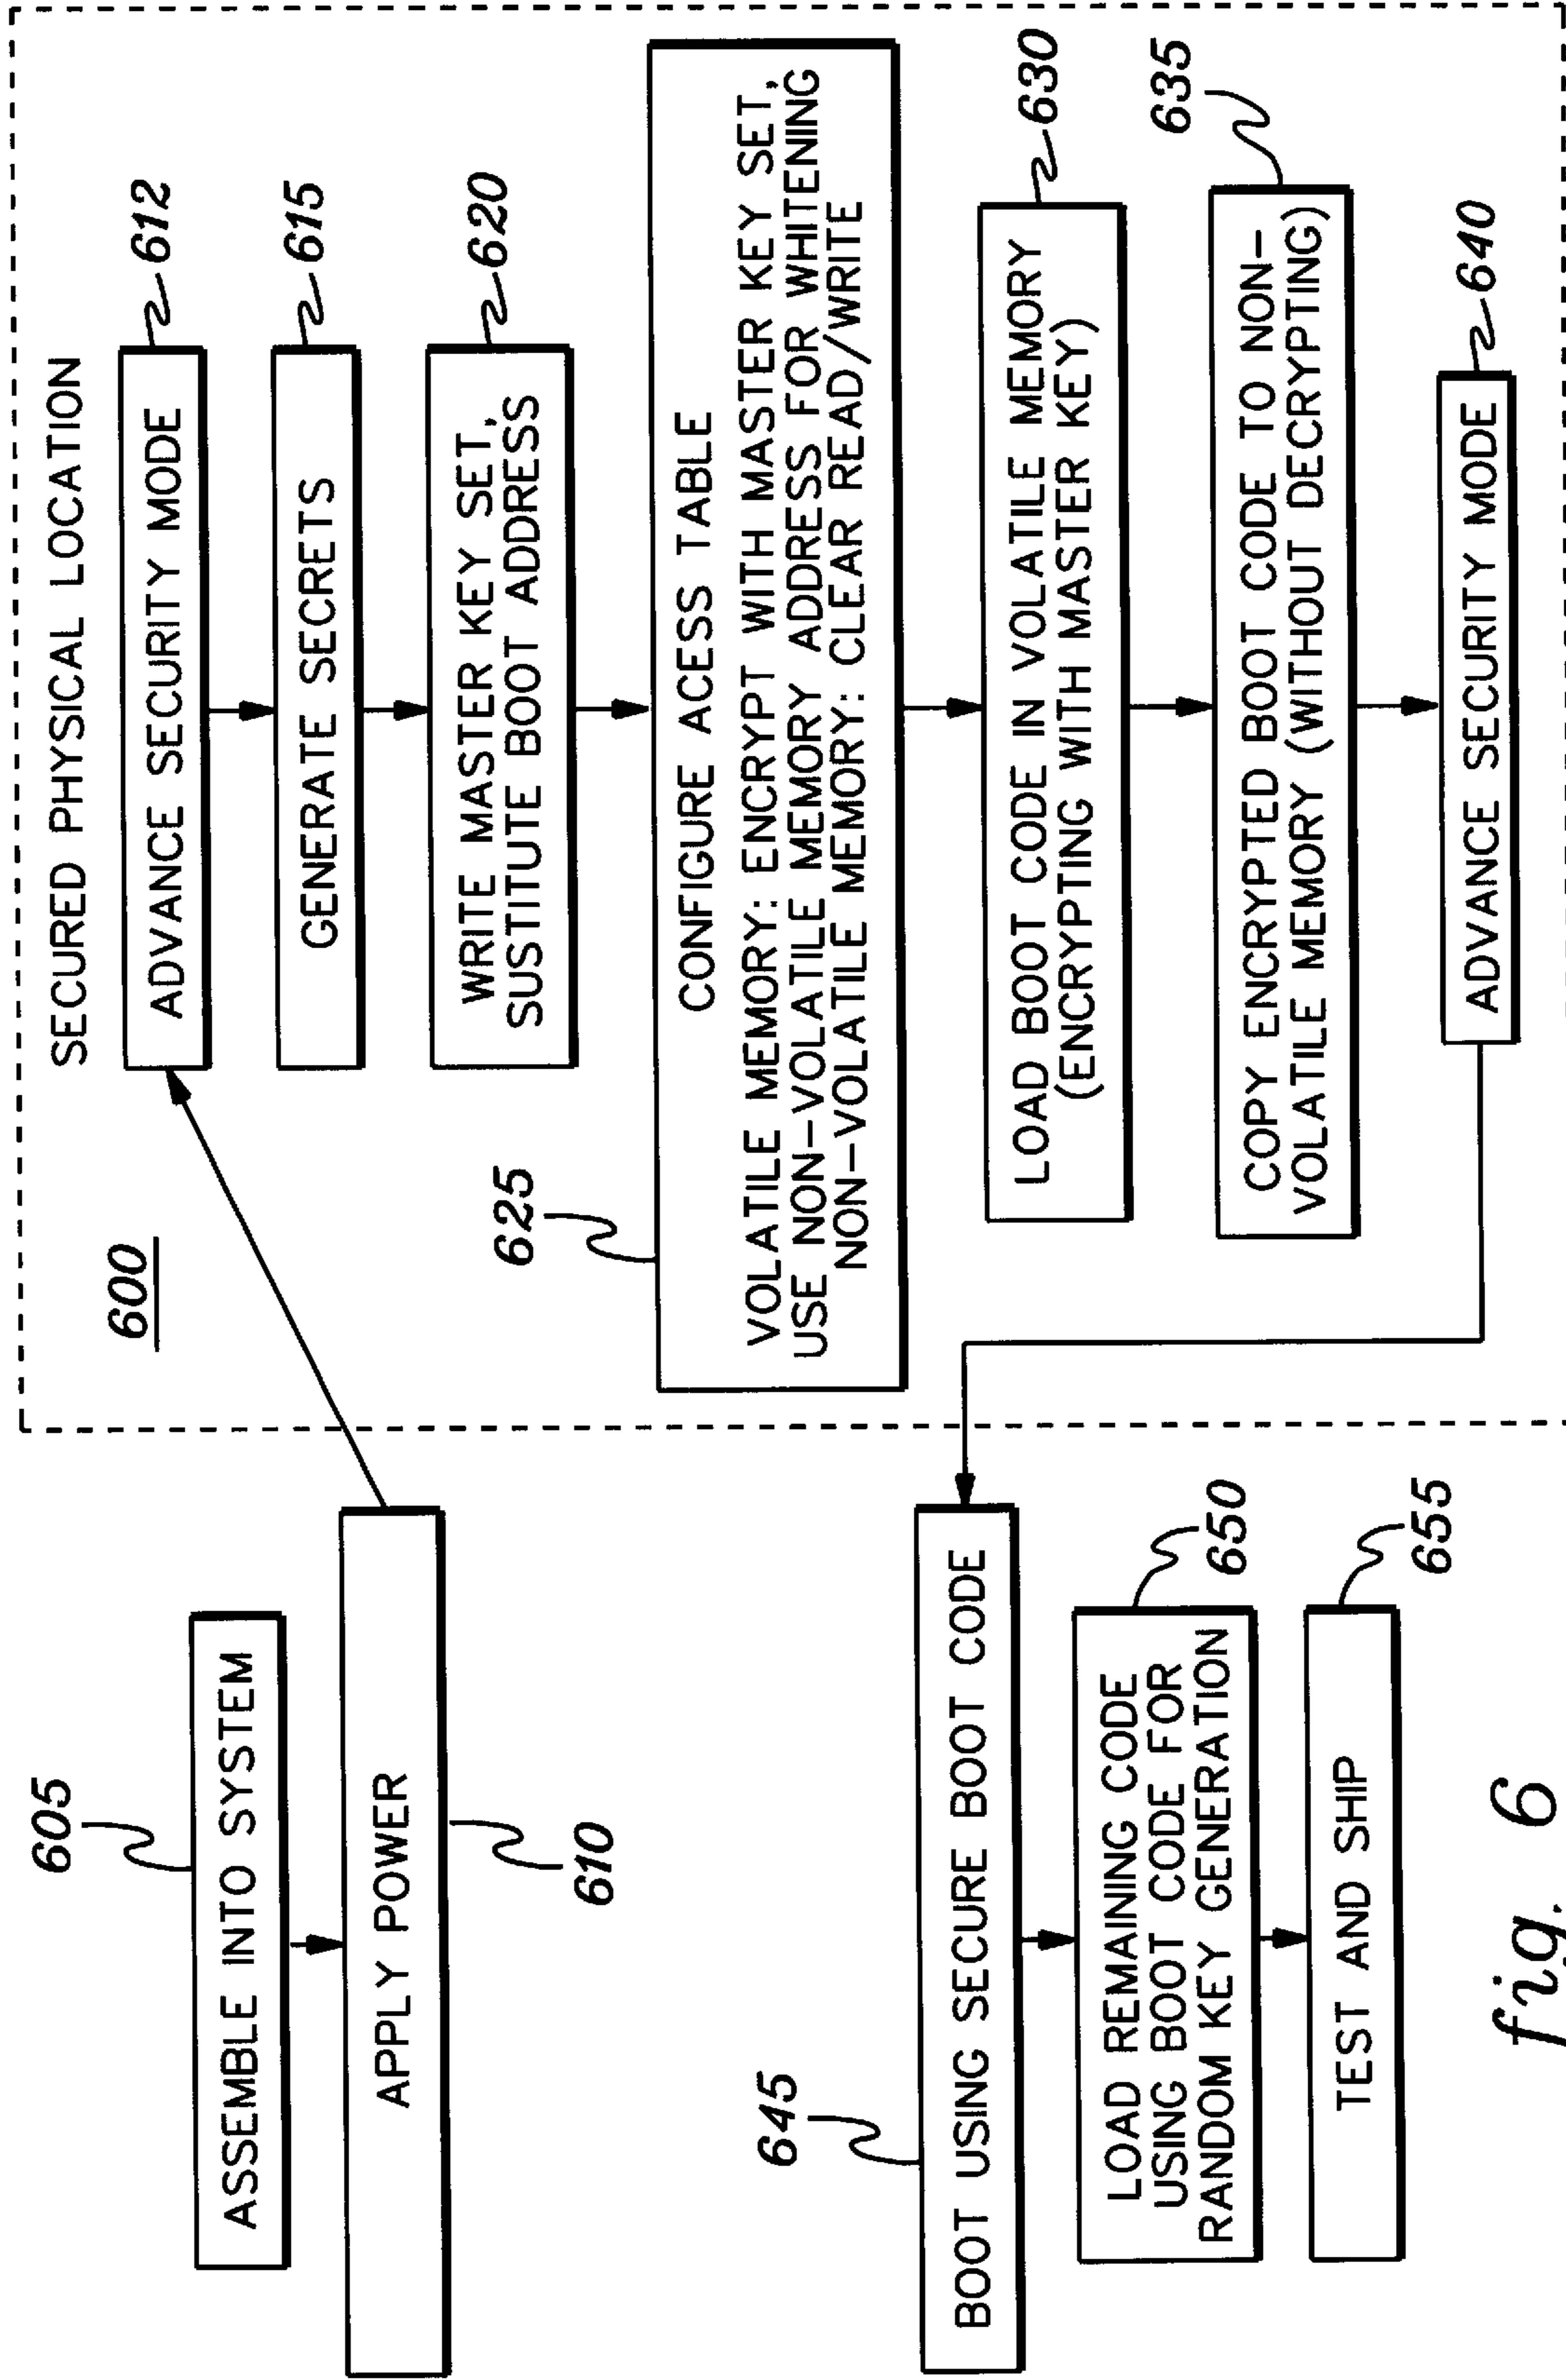 605
ASSEMBLE INTO SYSTEM
APPLY POWER
610
600
SECURED PHYSICAL LOCATION
ADVANCE SECURITY MODE
612
GENERATE SECRETS
615
WRITE MASTER KEY SET,
SUSTITUTE BOOT ADDRESS
620
625
CONFIGURE ACESS TABLE
VOLATILE MEMORY: ENCRYPT WITH MASTER KEY SET,
USE NON-VOLATILE MEMORY ADDRESS FOR WHITENING
NON-VOLATILE MEMORY: CLEAR READ/WRITE
LOAD BOOT CODE IN VOLATILE MEMORY
(ENCRYPTING WITH MASTER KEY)
630
COPY ENCRYPTED BOOT CODE TO NON-
VOLATILE MEMORY (WITHOUT DECRYPTING)
635
ADVANCE SECURITY MODE
640
645
BOOT USING SECURE BOOT CODE
LOAD REMAINING CODE
USING BOOT CODE FOR
RANDOM KEY GENERATION
650
TEST AND SHIP
655
fig. 6